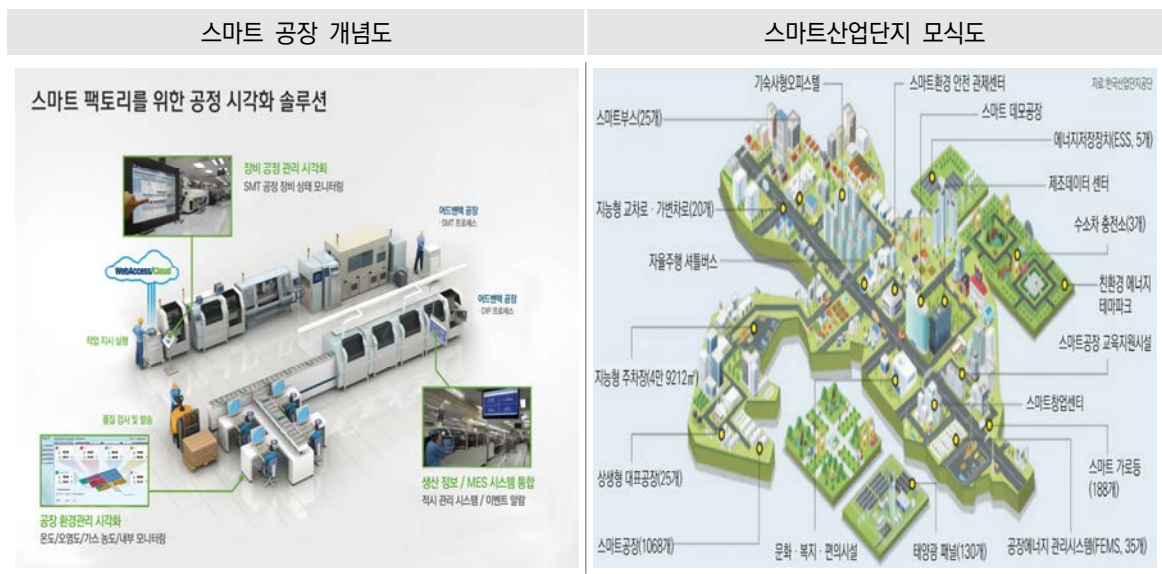 스마트 공장 개념도
스마트산업단지 모식도
스마트 팩토리를 위한 공정 시각화 솔루션
장비 공정 관리 시각화
SMT 공정 장비 상태 모니터링
어드밴텍 공장
· SMT 프로세스
WebAccess/Cloud
어드밴텍 공장
· DIP 프로세스
작업 지시 실행
품질 검사 및 발송
생산 정보 / MES 시스템 통합
적시 관리 시스템 / 이벤트 알람
공장 환경관리 시각화
온도/오염도/가스 농도/내부 모니터링
자료:한국산업단지공단
기숙사형오피스텔
스마트환경 안전 관제센터
스마트부스(25개)
스마트 데모공장
에너지저장장치(ESS, 5개)
제조데이터 센터
지능형 교차로 · 가변차로(20개)
수소차 충전소(3개)
자율주행 셔틀버스
친환경 에너지
테마파크
스마트공장 교육지원시설
지능형 주차장(4만 9212㎡)
스마트창업센터
상생형 대표공장(25개)
스마트 가로등
(188개)
스마트공장(1068개)
문화 · 복지 · 편의시설
태양광 패널(130개)
공장에너지 관리시스템(FEMS, 35개)